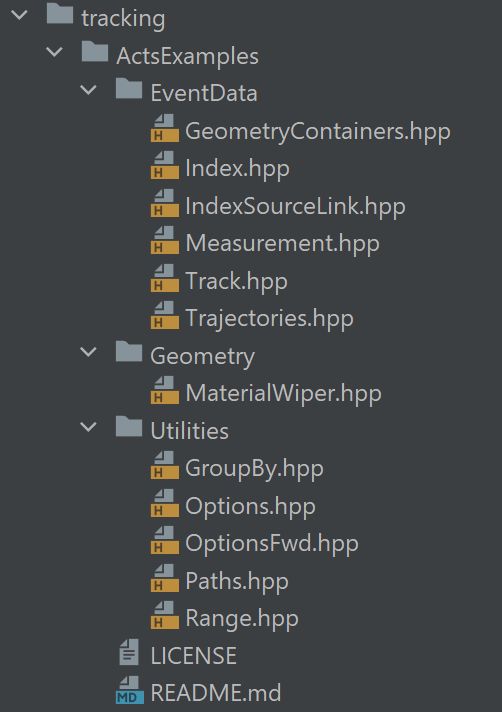 tracking
ActsExamples
EventData
H GeometryContainers.hpp
H Index.hpp
H IndexSourceLink.hpp
H Measurement.hpp
H Track.hpp
H Trajectories.hpp
Geometry
H MaterialWiper.hpp
Utilities
H GroupBy.hpp
H Options.hpp
H OptionsFwd.hpp
H Paths.hpp
H Range.hpp
LICENSE
MD README.md